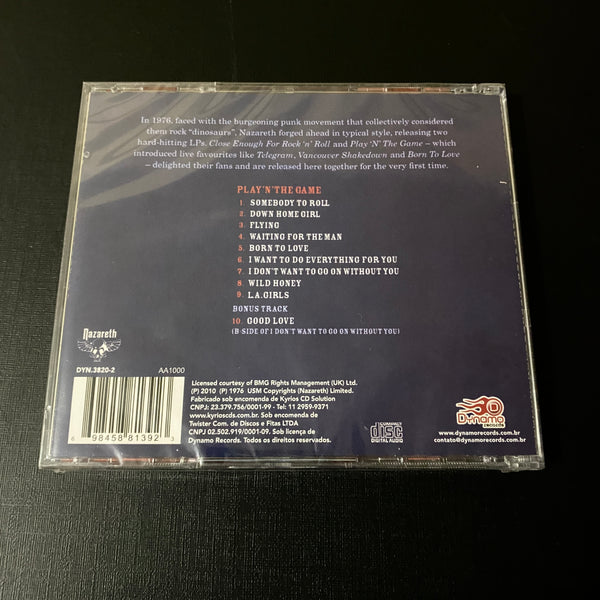 In 1976, faced with the burgeoning punk movement that collectively considered
them rock “dinosaurs”, Nazareth forged ahead in typical style, releasing two
hard-hitting LPs, Close Enough For Rock ‘n’ Roll and Play ‘N’ The Game – which
introduced live favourites like Telegram, Vancouver Shakedown and Born To Love
– delighted their fans and are released here together for the very first time.
PLAY’N’THE GAME
1. SOMEBODY TO ROLL
2. DOWN HOME GIRL
3. FLYING
4. WAITING FOR THE MAN
5. BORN TO LOVE
6. I WANT TO DO EVERYTHING FOR YOU
7. I DON’T WANT TO GO ON WITHOUT YOU
8. WILD HONEY
9. L.A.GIRLS
BONUS TRACK
10. GOOD LOVE
(B-SIDE OF I DON’T WANT TO GO ON WITHOUT YOU)
Nazareth
DYN.3820-2 AA1000
6 98458 81392 3
Licensed courtesy of BMG Rights Management (UK) Ltd.
(P) 2010 (P) 1976 USM Copyrights (Nazareth) Limited.
Fabricado sob encomenda de Kyrios CD Solution
CNPJ: 23.379.756/0001-99 - Tel: 11 2959-9371
www.kyrioscds.com.br. Sob encomenda de
Twister Com. de Discos e Fitas LTDA
CNPJ 02.502.919/0001-09. Sob licença de
Dynamo Records. Todos os direitos reservados.
COMPACT
disc
DIGITAL AUDIO
Dynamo
RECORDS
www.dynamorecords.com.br
contato@dynamorecords.com.br